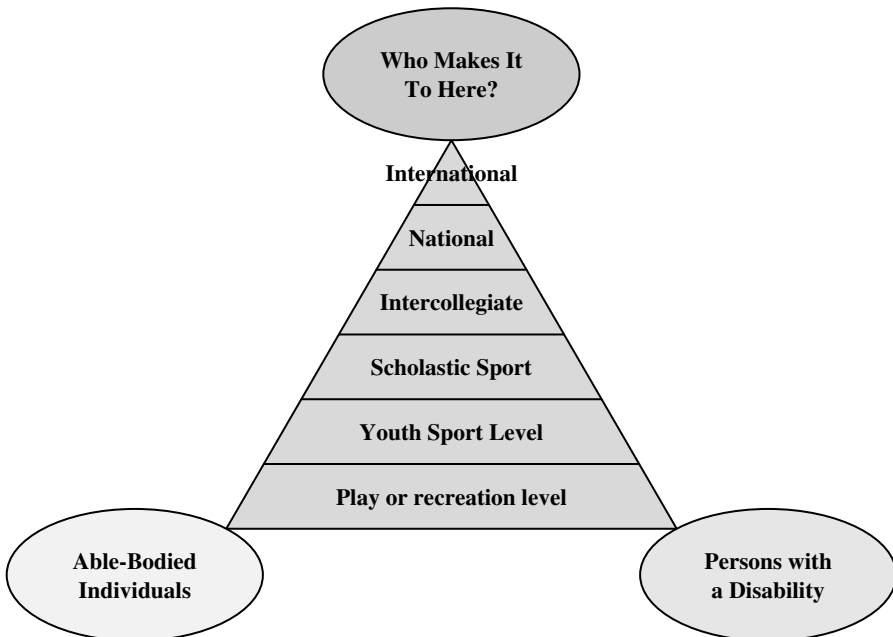 Who Makes It
To Here?
International
National
Intercollegiate
Scholastic Sport
Youth Sport Level
Play or recreation level
Able-Bodied
Individuals
Persons with
a Disability